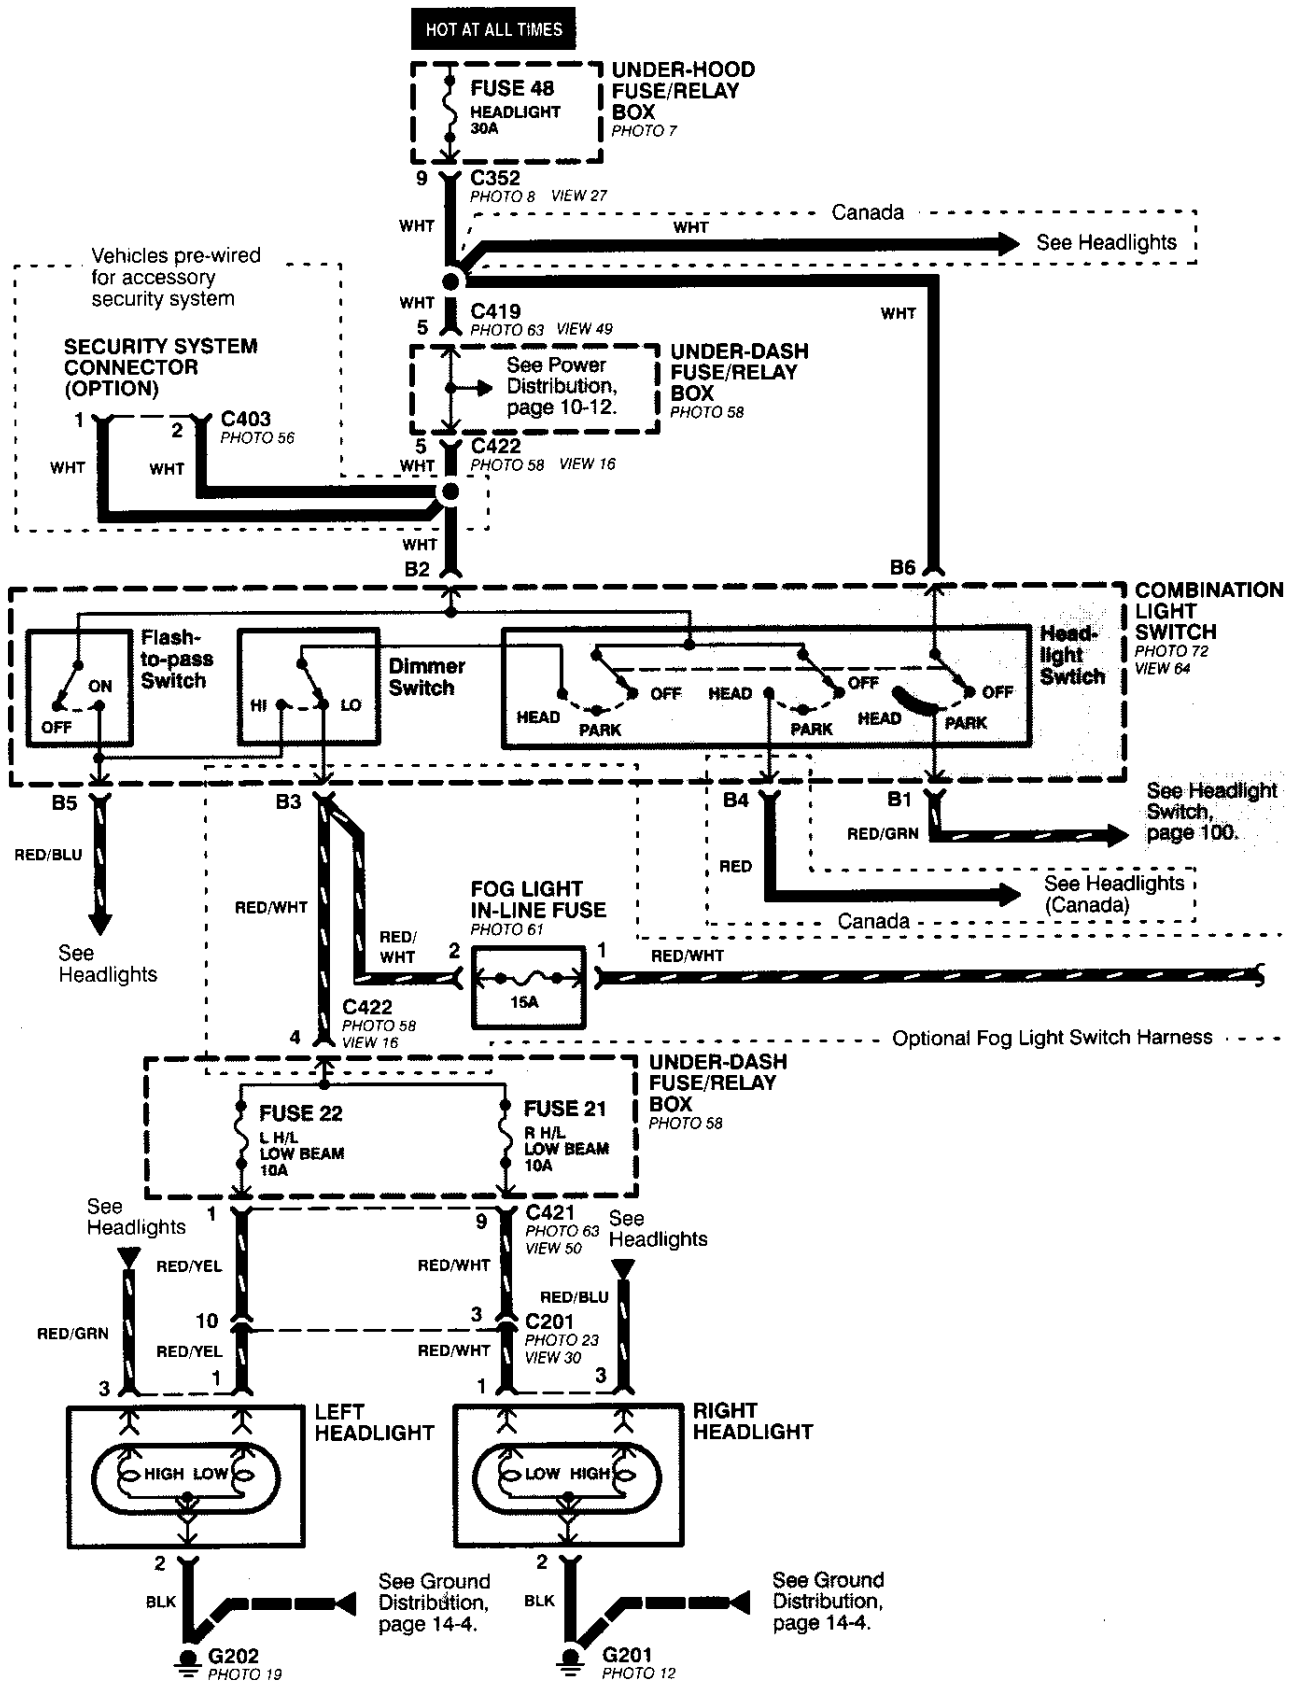 HOT AT ALL TIMES
FUSE 48
HEADLIGHT
30A
UNDER-HOOD
FUSE/RELAY
BOX
PHOTO 7
9
C352
PHOTO 8 VIEW 27
WHT
Canada
WHT
See Headlights
Vehicles pre-wired
for accessory
security system
WHT
C419
5
PHOTO 63 VIEW 49
WHT
SECURITY SYSTEM
CONNECTOR
(OPTION)
See Power
Distribution,
page 10-12.
UNDER-DASH
FUSE/RELAY
BOX
PHOTO 58
1
2
C403
PHOTO 56
5
C422
WHT
PHOTO 58 VIEW 16
WHT
WHT
WHT
B2
B6
COMBINATION
LIGHT
SWITCH
PHOTO 72
VIEW 64
Flash-
to-pass
Switch
ON
OFF
Dimmer
Switch
HI
LO
Head-
light
Swtich
HEAD
PARK
OFF
HEAD
PARK
OFF
HEAD
PARK
OFF
B5
B3
B4
B1
See Headlight
Switch,
page 100.
RED/GRN
RED/BLU
RED
See Headlights
(Canada)
Canada
RED/WHT
FOG LIGHT
IN-LINE FUSE
PHOTO 61
See
Headlights
RED/
WHT
2
15A
1
RED/WHT
C422
PHOTO 58
VIEW 16
4
Optional Fog Light Switch Harness
UNDER-DASH
FUSE/RELAY
BOX
PHOTO 58
FUSE 22
L H/L
LOW BEAM
10A
FUSE 21
R H/L
LOW BEAM
10A
See
Headlights
1
9
C421
PHOTO 63
VIEW 50
See
Headlights
RED/YEL
RED/WHT
RED/BLU
10
3
C201
PHOTO 23
VIEW 30
RED/GRN
RED/YEL
RED/WHT
3
1
1
3
LEFT
HEADLIGHT
RIGHT
HEADLIGHT
HIGH LOW
LOW HIGH
2
BLK
See Ground
Distribution,
page 14-4.
2
BLK
See Ground
Distribution,
page 14-4.
G202
PHOTO 19
G201
PHOTO 12